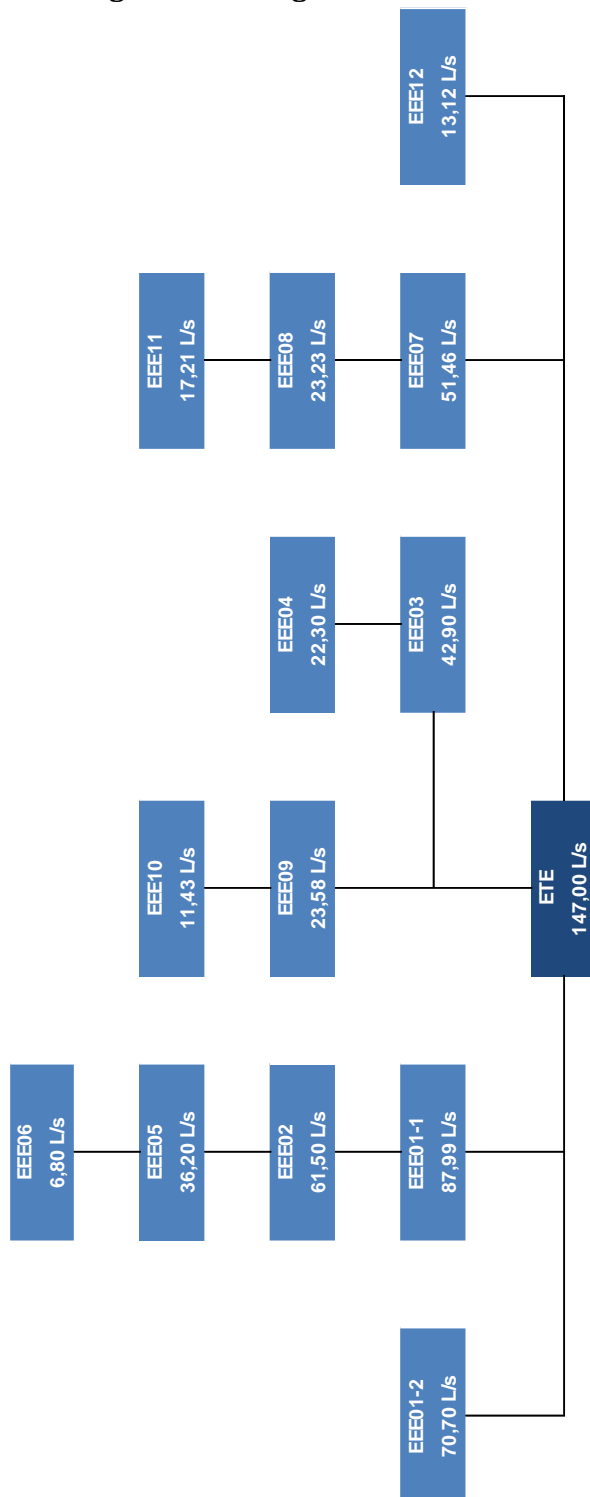 EEE06
6,80 L/s
EEE05
36,20 L/s
EEE10
11,43 L/s
EEE11
17,21 L/s
EEE02
61,50 L/s
EEE09
23,58 L/s
EEE04
22,30 L/s
EEE08
23,23 L/s
EEE01-2
70,70 L/s
EEE01-1
87,99 L/s
EEE03
42,90 L/s
EEE07
51,46 L/s
EEE12
13,12 L/s
ETE
147,00 L/s